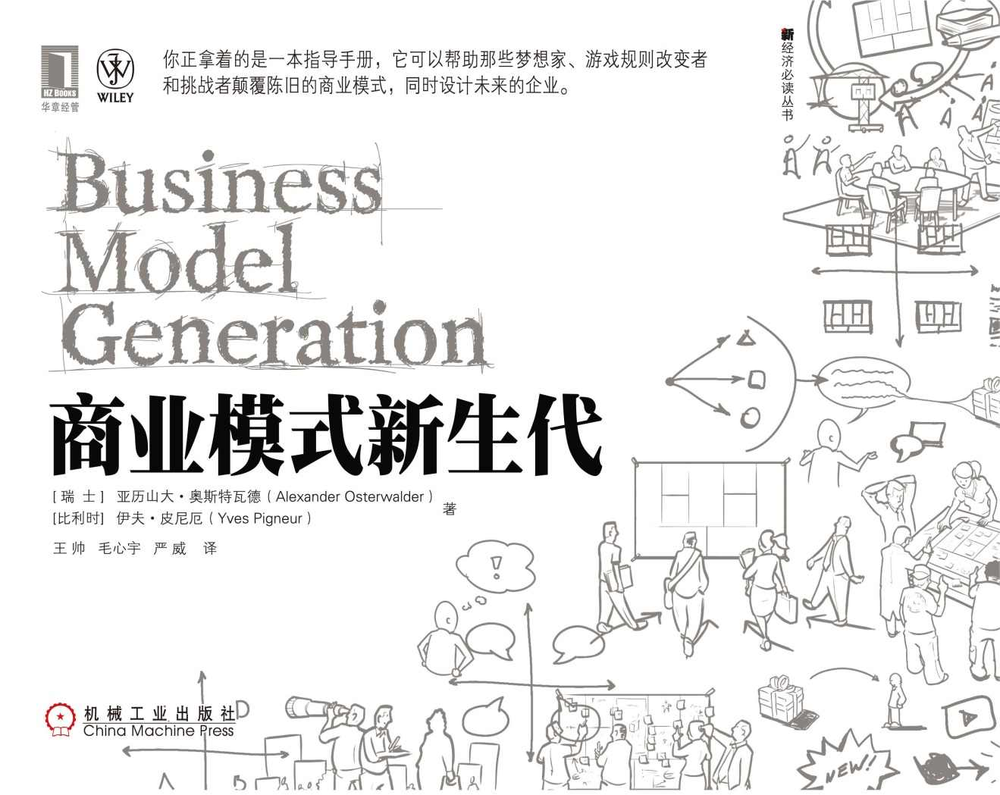 你正拿着的是一本指导手册，它可以帮助那些梦想家、游戏规则改变者
和挑战者颠覆陈旧的商业模式，同时设计未来的企业。
HZ BOOKS
华章经管
WILEY
新经济必读丛书
Business
Model
Generation
商业模式新生代
[ 瑞 士 ] 亚历山大·奥斯特瓦德（Alexander Osterwalder）
[比利时] 伊夫·皮尼厄（Yves Pigneur）
著
王 帅 毛心宇 严 威 译
机械工业出版社
China Machine Press
NEW!!